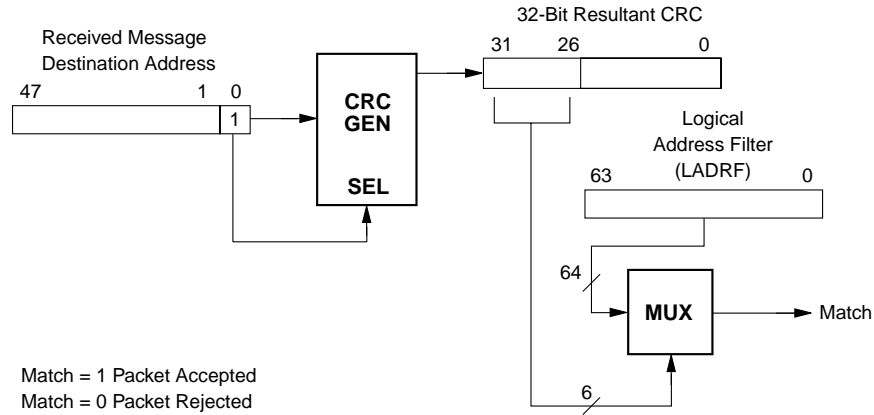 32-Bit Resultant CRC
Received Message
Destination Address
31 26 0
47 1 0
1
CRC
GEN
SEL
Logical
Address Filter
(LADRF)
63 0
64
MUX
Match
6
Match = 1 Packet Accepted
Match = 0 Packet Rejected